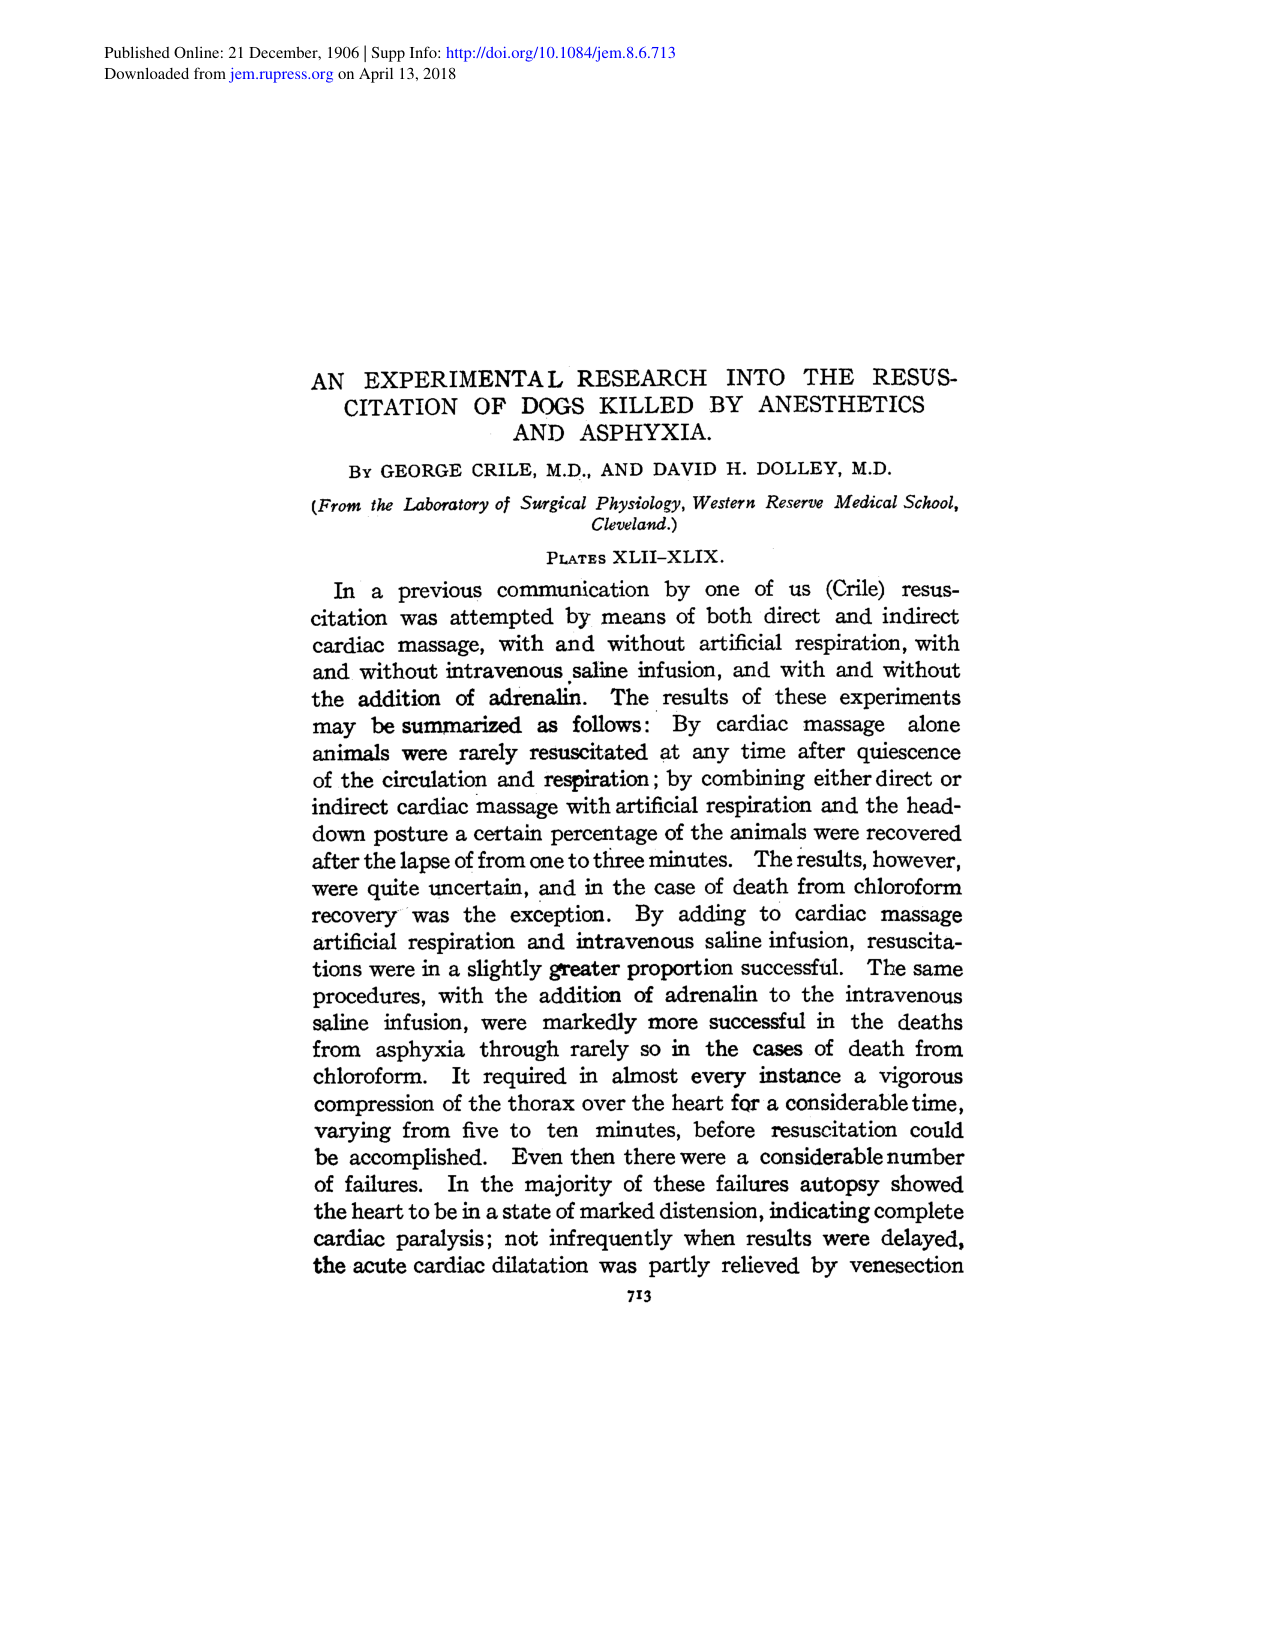 Published Online: 21 December, 1906 | Supp Info: http://doi.org/10.1084/jem.8.6.713
Downloaded from jem.rupress.org on April 13, 2018
AN EXPERIMENTAL RESEARCH INTO THE RESUS-
CITATION OF DOGS KILLED BY ANESTHETICS
AND ASPHYXIA.
BY GEORGE CRILE, M.D., AND DAVID H. DOLLEY, M.D.
(From the Laboratory of Surgical Physiology, Western Reserve Medical School,
Cleveland.)
PLATES XLII–XLIX.
In a previous communication by one of us (Crile) resus-
citation was attempted by means of both direct and indirect
cardiac massage, with and without artificial respiration, with
and without intravenous saline infusion, and with and without
the addition of adrenalin. The results of these experiments
may be summarized as follows: By cardiac massage alone
animals were rarely resuscitated at any time after quiescence
of the circulation and respiration; by combining either direct or
indirect cardiac massage with artificial respiration and the head-
down posture a certain percentage of the animals were recovered
after the lapse of from one to three minutes. The results, however,
were quite uncertain, and in the case of death from chloroform
recovery was the exception. By adding to cardiac massage
artificial respiration and intravenous saline infusion, resuscita-
tions were in a slightly greater proportion successful. The same
procedures, with the addition of adrenalin to the intravenous
saline infusion, were markedly more successful in the deaths
from asphyxia through rarely so in the cases of death from
chloroform. It required in almost every instance a vigorous
compression of the thorax over the heart for a considerable time,
varying from five to ten minutes, before resuscitation could
be accomplished. Even then there were a considerable number
of failures. In the majority of these failures autopsy showed
the heart to be in a state of marked distension, indicating complete
cardiac paralysis; not infrequently when results were delayed,
the acute cardiac dilatation was partly relieved by venesection
713